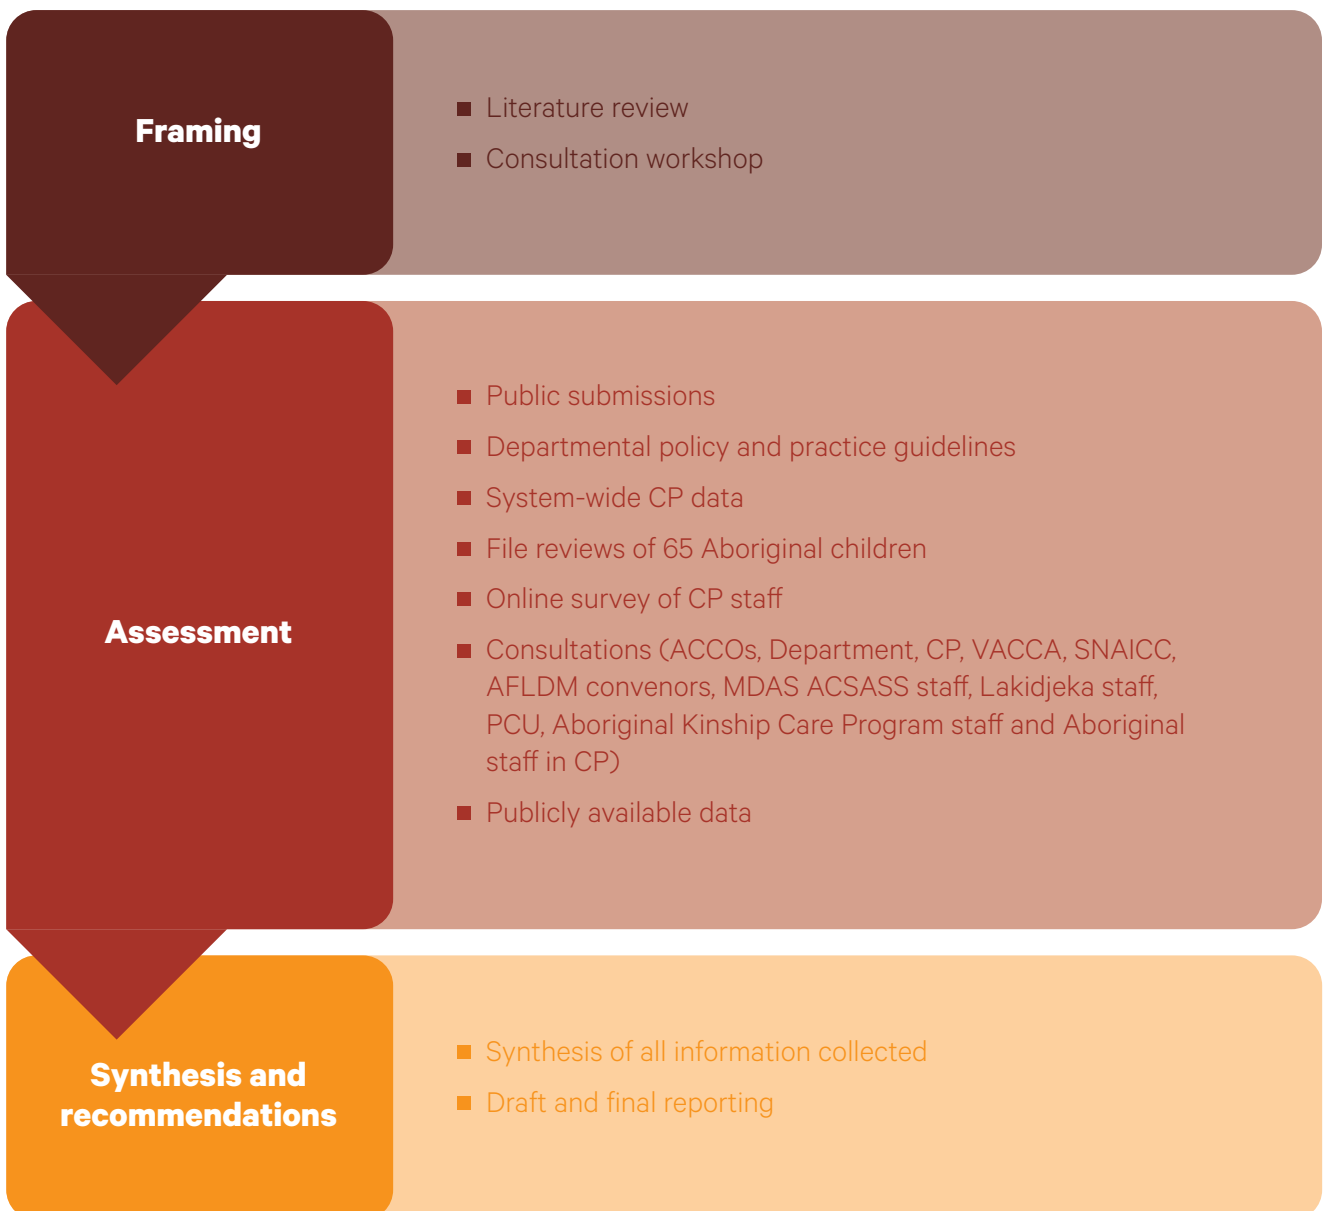 Framing
■ Literature review
■ Consultation workshop
Assessment
■ Public submissions
■ Departmental policy and practice guidelines
■ System-wide CP data
■ File reviews of 65 Aboriginal children
■ Online survey of CP staff
■ Consultations (ACCOs, Department, CP, VACCA, SNAICC,
AFLDM convenors, MDAS ACSASS staff, Lakidjeka staff,
PCU, Aboriginal Kinship Care Program staff and Aboriginal
staff in CP)
■ Publicly available data
Synthesis and
recommendations
■ Synthesis of all information collected
■ Draft and final reporting